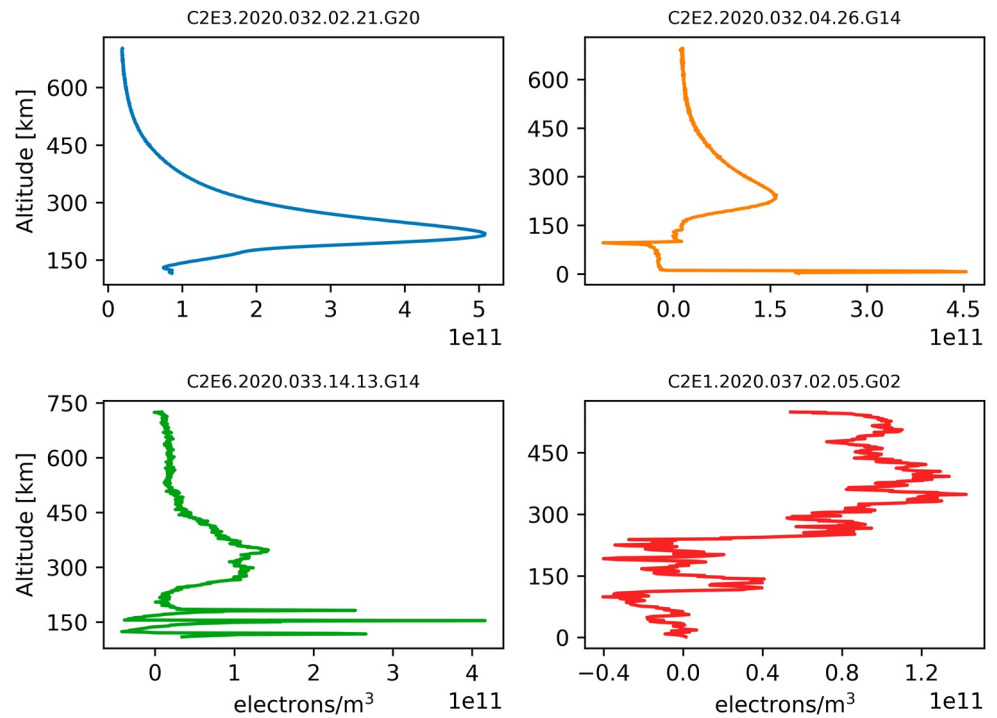 C2E3.2020.032.02.21.G20
C2E2.2020.032.04.26.G14
Altitude [km]
600
450
300
150
0 1 2 3 4 5
1e11
600
450
300
150
0
0.0 1.5 3.0 4.5
1e11
C2E6.2020.033.14.13.G14
C2E1.2020.037.02.05.G02
Altitude [km]
750
600
450
300
150
0 1 2 3 4
1e11
electrons/m³
450
300
150
0
−0.4 0.0 0.4 0.8 1.2
1e11
electrons/m³